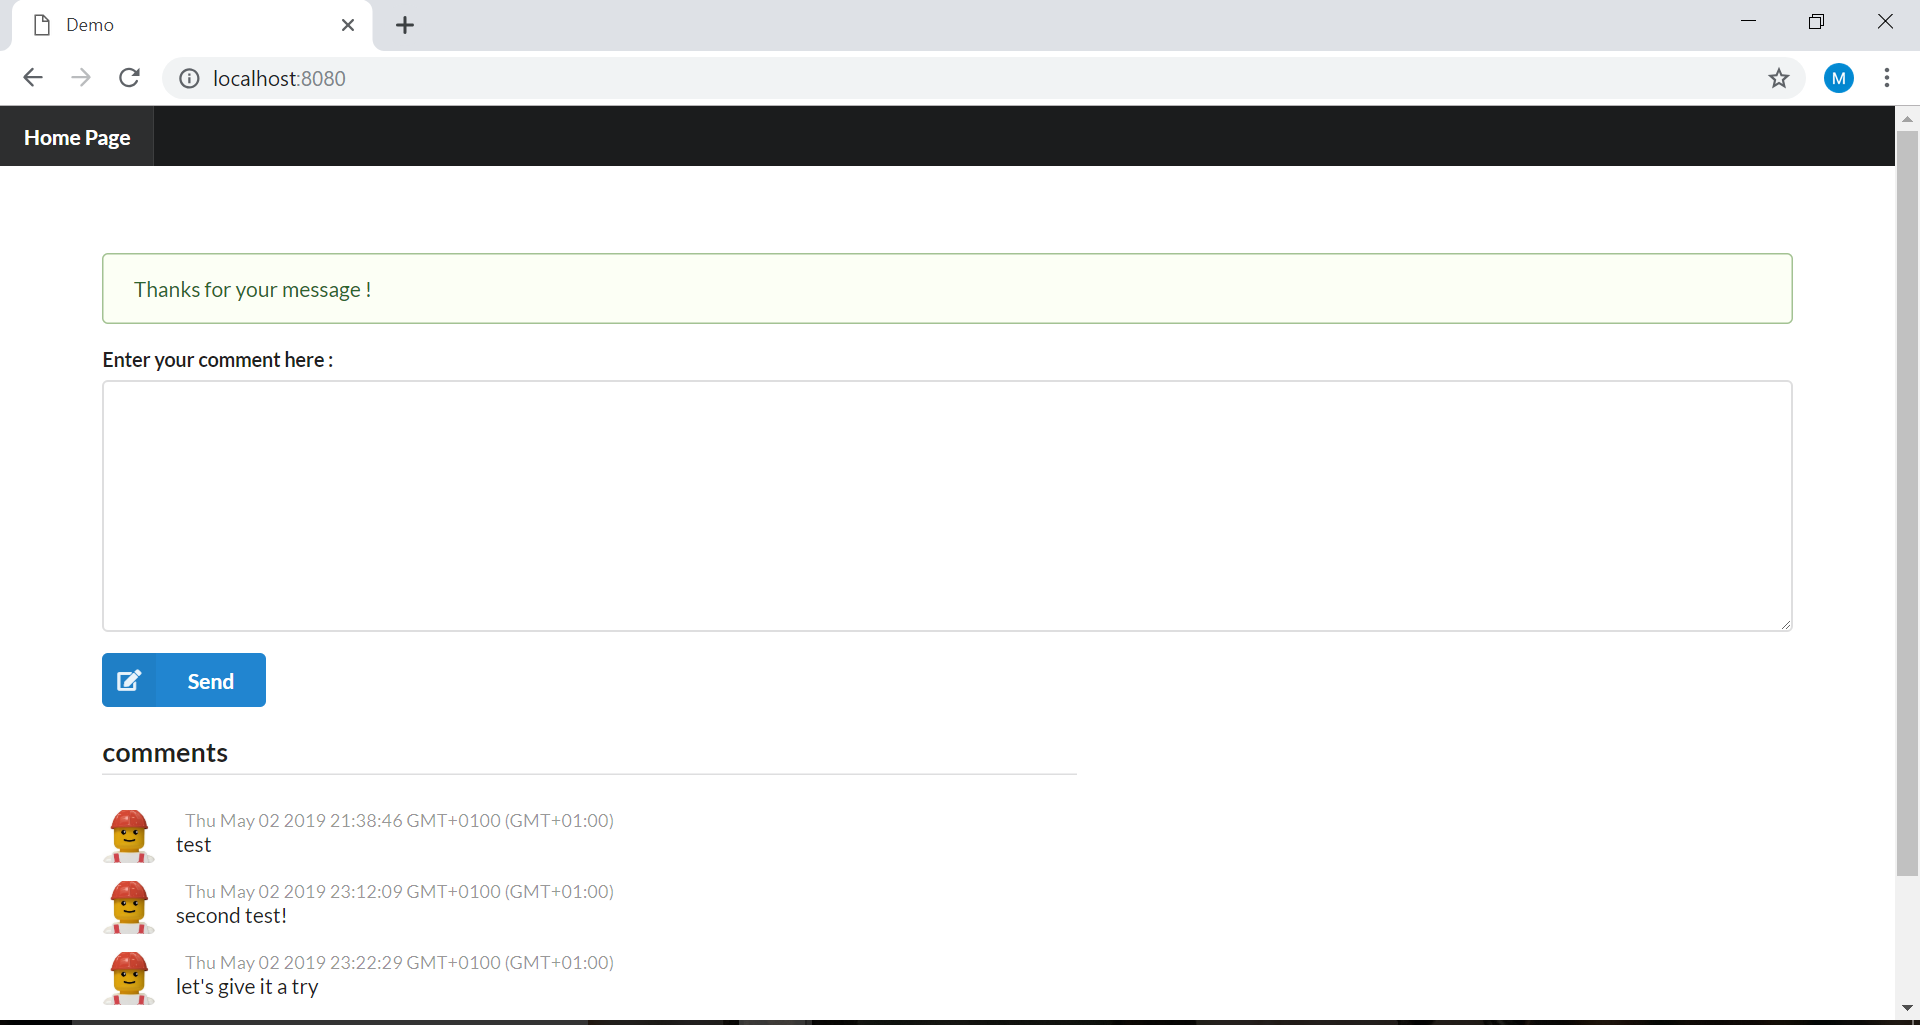 Demo
localhost:8080
M
Home Page
Thanks for your message !
Enter your comment here :
Send
comments
Thu May 02 2019 21:38:46 GMT+0100 (GMT+01:00)
test
Thu May 02 2019 23:12:09 GMT+0100 (GMT+01:00)
second test!
Thu May 02 2019 23:22:29 GMT+0100 (GMT+01:00)
let's give it a try